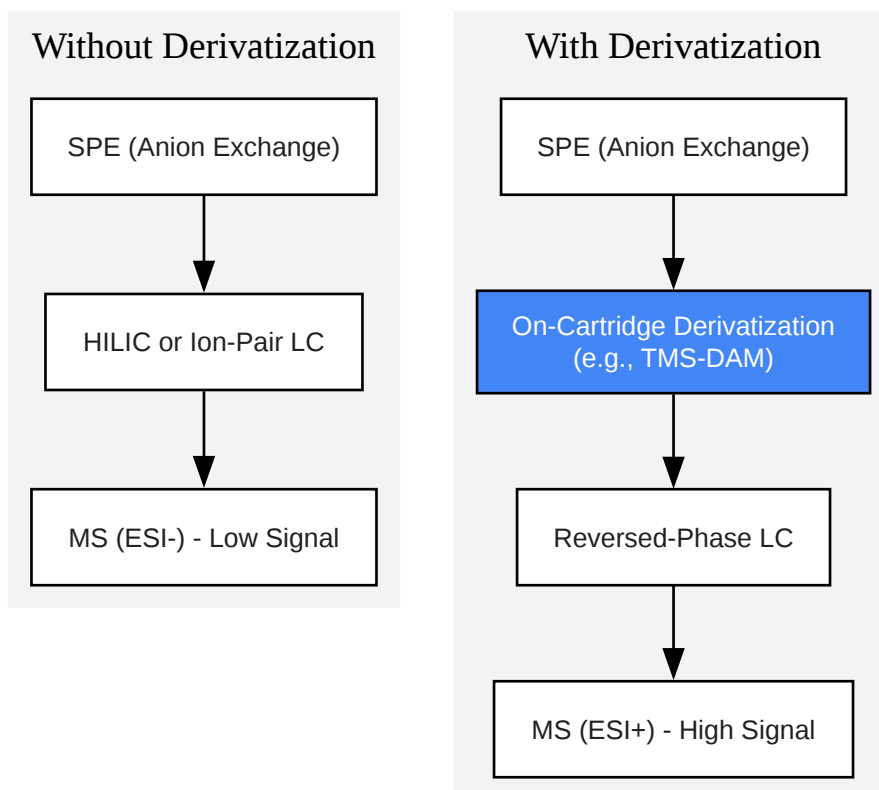 Without Derivatization
SPE (Anion Exchange)
HILIC or Ion-Pair LC
MS (ESI-) - Low Signal
With Derivatization
SPE (Anion Exchange)
On-Cartridge Derivatization
(e.g., TMS-DAM)
Reversed-Phase LC
MS (ESI+) - High Signal